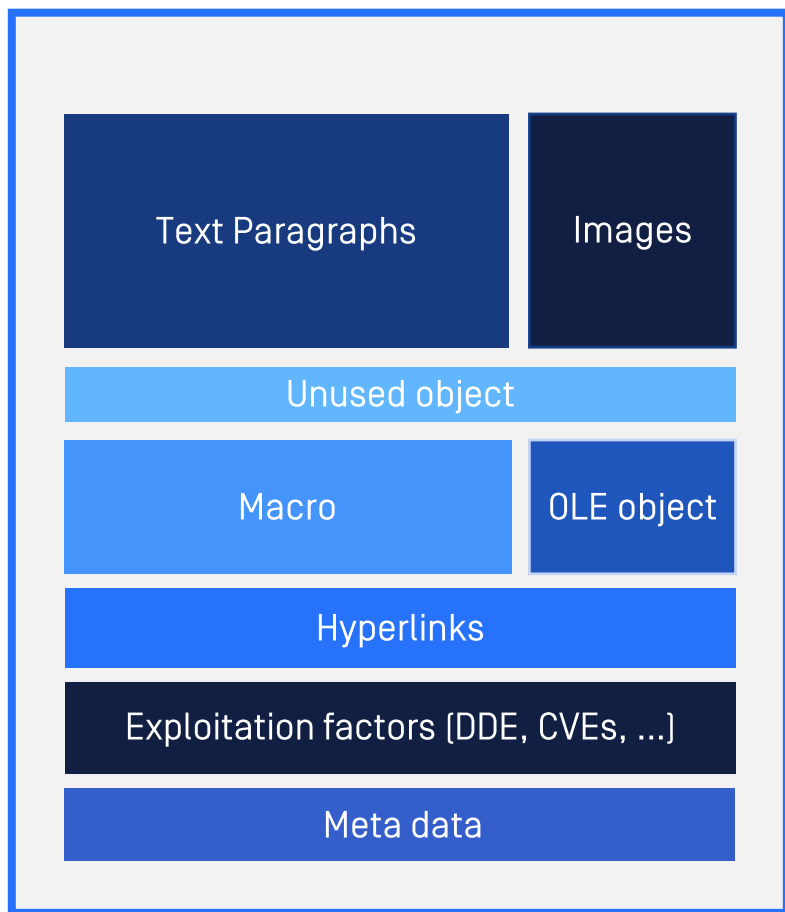 Text Paragraphs
Images
Unused object
Macro
OLE object
Hyperlinks
Exploitation factors (DDE, CVEs, ...)
Meta data